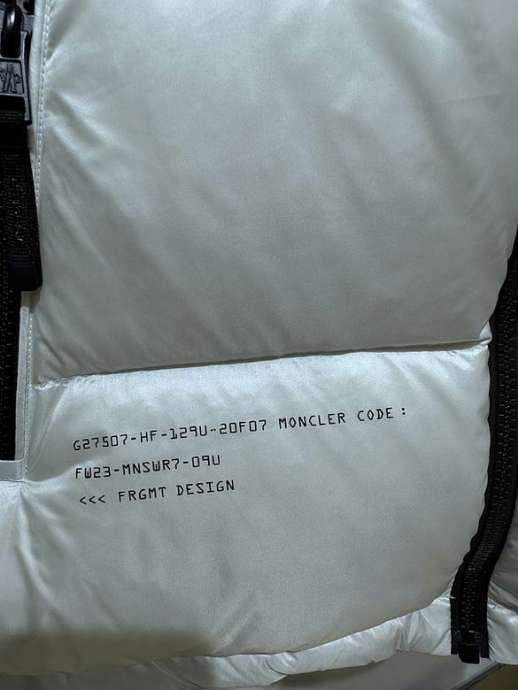 G27507-HF-129U-20F07 MONCLER CODE :
FW23-MNSWR7-09U
<<< FRGMT DESIGN